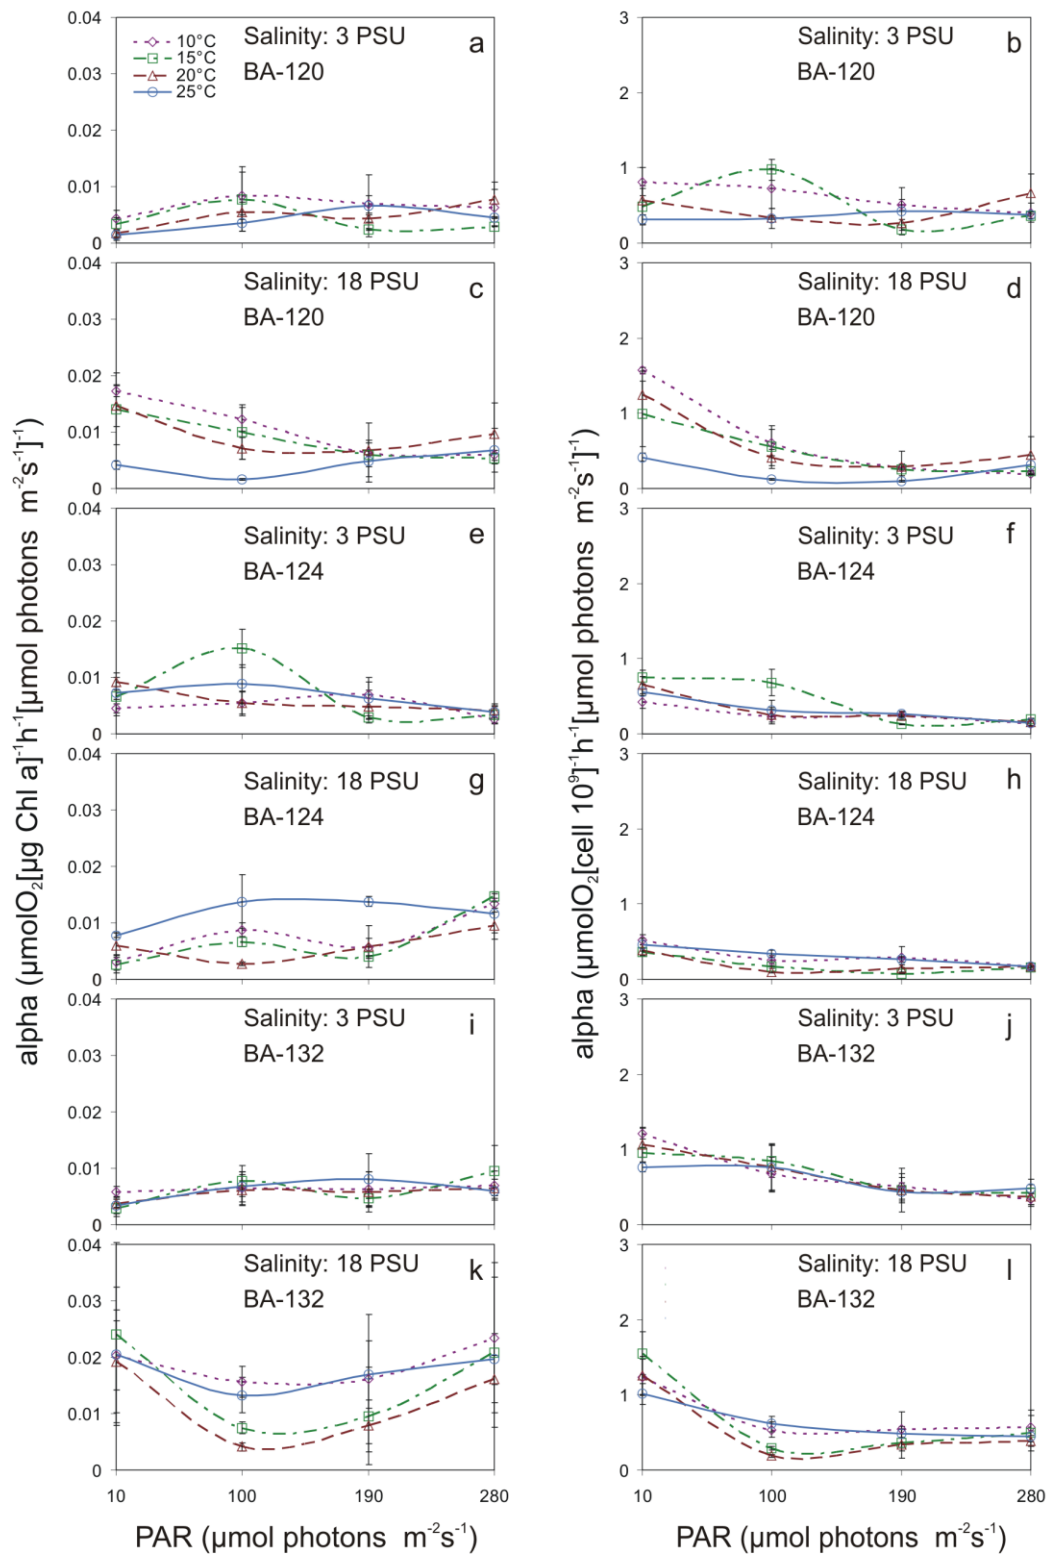 0.04
0.03
0.02
0.01
0
10°C
15°C
20°C
25°C
Salinity: 3 PSU
BA-120
a
3
2
1
0
Salinity: 3 PSU
BA-120
b
0.04
0.03
0.02
0.01
0
Salinity: 18 PSU
BA-120
c
3
2
1
0
Salinity: 18 PSU
BA-120
d
0.04
0.03
0.02
0.01
0
Salinity: 3 PSU
BA-124
e
3
2
1
0
Salinity: 3 PSU
BA-124
f
0.04
0.03
0.02
0.01
0
Salinity: 18 PSU
BA-124
g
3
2
1
0
Salinity: 18 PSU
BA-124
h
0.04
0.03
0.02
0.01
0
Salinity: 3 PSU
BA-132
i
3
2
1
0
Salinity: 3 PSU
BA-132
j
0.04
0.03
0.02
0.01
0
Salinity: 18 PSU
BA-132
k
3
2
1
0
Salinity: 18 PSU
BA-132
l
10 100 190 280
10 100 190 280
PAR (µmol photons m⁻²s⁻¹)
PAR (µmol photons m⁻²s⁻¹)
alpha (µmolO₂[µg Chl a]⁻¹h⁻¹[µmol photons m⁻²s⁻¹]⁻¹)
alpha (µmolO₂[cell 10⁹]⁻¹h⁻¹[µmol photons m⁻²s⁻¹]⁻¹)